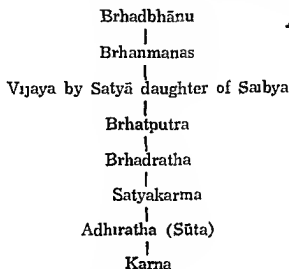 Brhadbhānu
Brhanmanas
Vijaya by Satyā daughter of Saibya
Brhatputra
Brhadratha
Satyakarma
Adhiratha (Sūta)
Karna